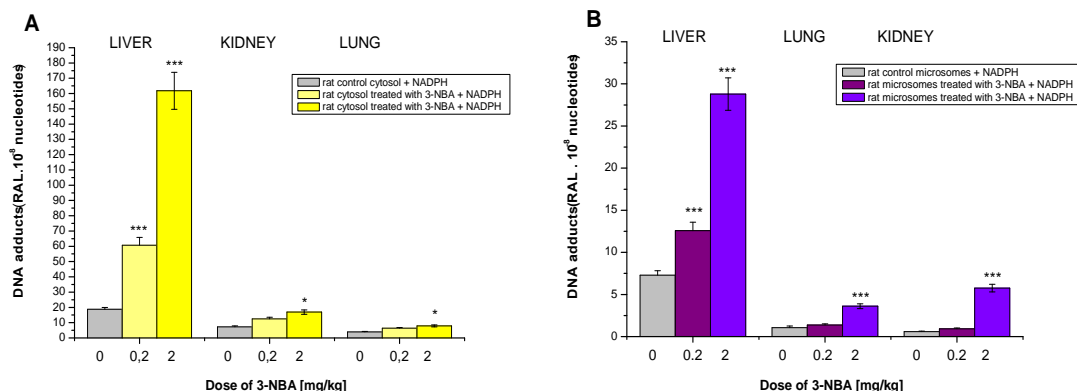 A
LIVER KIDNEY LUNG
190
180
170
160
150
140
130
120
110
100
90
80
70
60
50
40
30
20
10
0
DNA adducts(RAL.10^8 nucleotides)
***
***
*
*
rat control cytosol + NADPH
rat cytosol treated with 3-NBA + NADPH
rat cytosol treated with 3-NBA + NADPH
0 0,2 2 0 0,2 2 0 0,2 2
Dose of 3-NBA [mg/kg]
B
LIVER LUNG KIDNEY
35
30
25
20
15
10
5
0
DNA adducts(RAL . 10^8 nucleotides)
***
***
***
***
rat control microsomes + NADPH
rat microsomes treated with 3-NBA + NADPH
rat microsomes treated with 3-NBA + NADPH
0 0.2 2 0 0.2 2 0 0.2 2
Dose of 3-NBA [mg/kg]